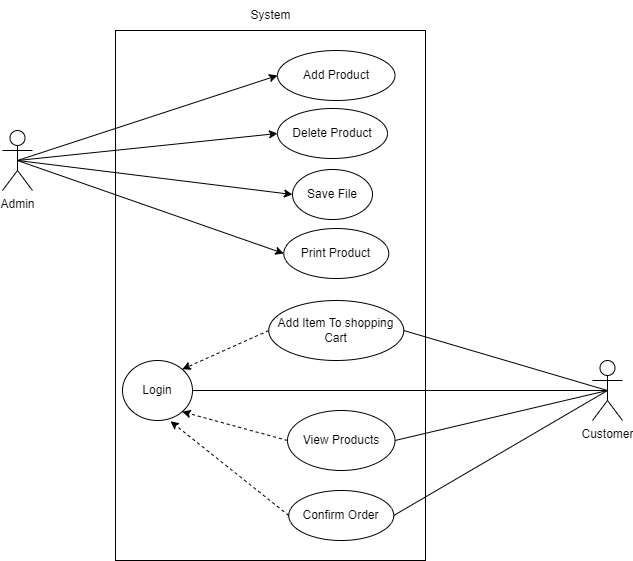 System
Add Product
Delete Product
Admin
Save File
Print Product
Add Item To shopping
Cart
Login
Customer
View Products
Confirm Order